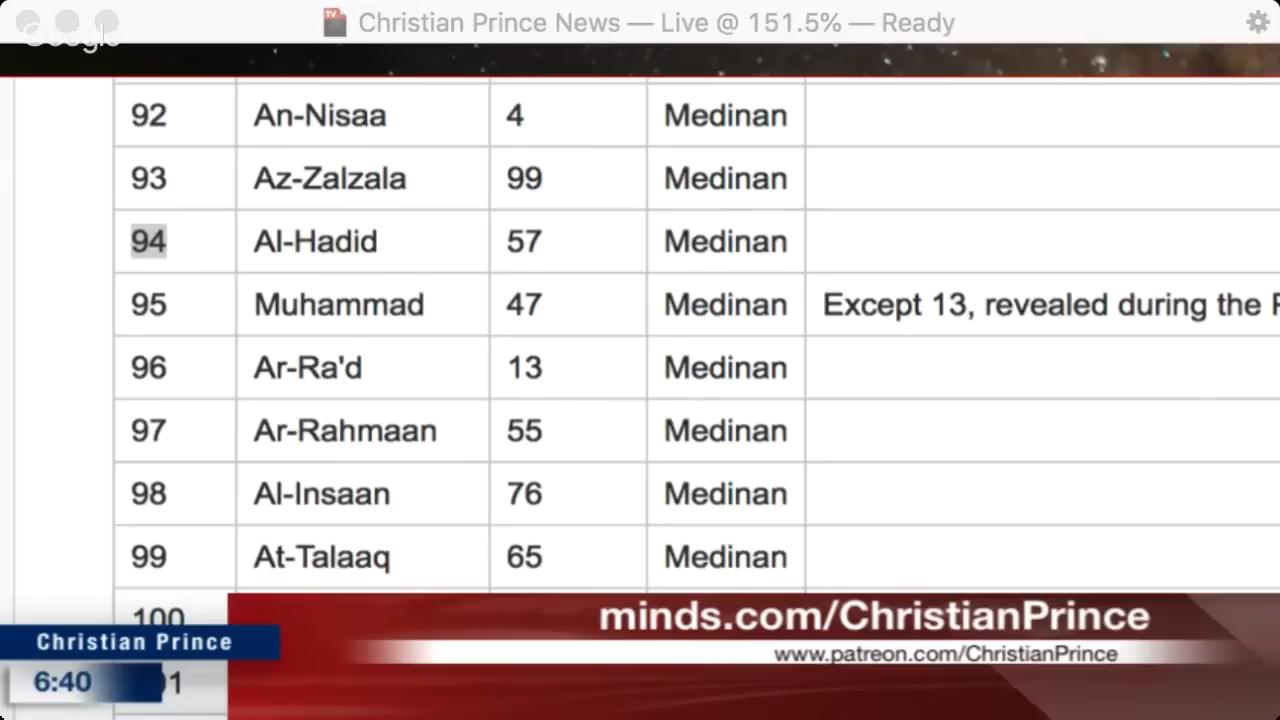 Christian Prince News — Live @ 151.5% — Ready
Google
92 An-Nisaa 4 Medinan
93 Az-Zalzala 99 Medinan
94 Al-Hadid 57 Medinan
95 Muhammad 47 Medinan Except 13, revealed during the
96 Ar-Ra'd 13 Medinan
97 Ar-Rahmaan 55 Medinan
98 Al-Insaan 76 Medinan
99 At-Talaaq 65 Medinan
100
minds.com/ChristianPrince
Christian Prince
www.patreon.com/ChristianPrince
6:40